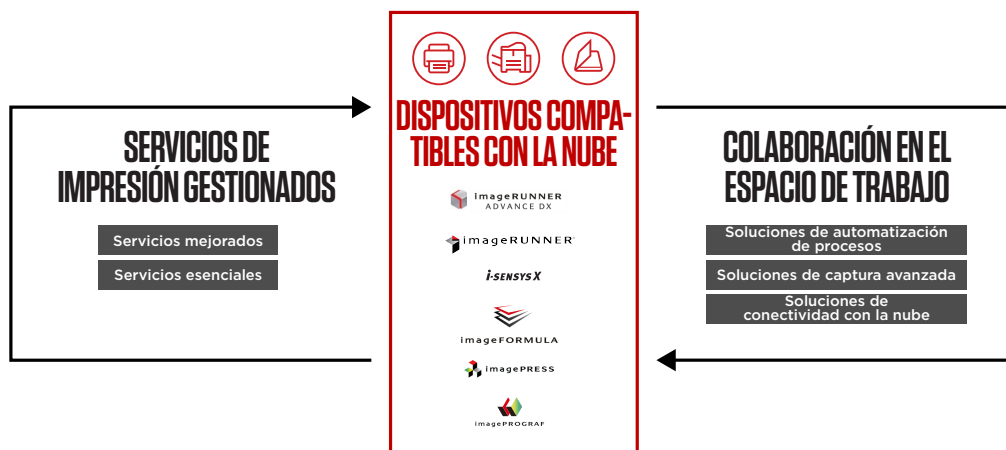 SERVICIOS DE
IMPRESIÓN GESTIONADOS
Servicios mejorados
Servicios esenciales
DISPOSITIVOS COMPA-
TIBLES CON LA NUBE
imageRUNNER
ADVANCE DX
imageRUNNER
i-SENSYS X
imageFORMULA
imagePRESS
imagePROGRAF
COLABORACIÓN EN EL
ESPACIO DE TRABAJO
Soluciones de automatización
de procesos
Soluciones de captura avanzada
Soluciones de
conectividad con la nube